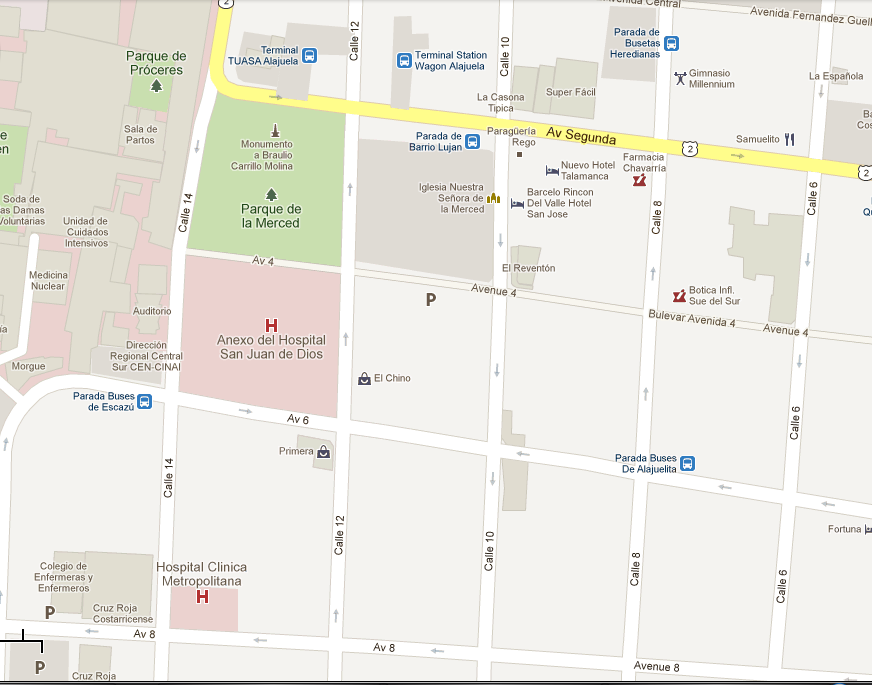 2
Avenida Central
Avenida Fernandez Guell
Calle 12
Parada de
Busetas
Heredianas
Terminal
TUASA Alajuela
Terminal Station
Wagon Alajuela
Calle 10
Parque de
Próceres
Gimnasio
Millennium
La Española
Super Fácil
La Casona
Tipica
Sala de
Partos
Monumento
a Braulio
Carrillo Molina
Parada de
Barrio Lujan
Paragüería
Rego
Av Segunda
2
Samuelito
2
Nuevo Hotel
Talamanca
Farmacia
Chavarría
Parque de
la Merced
Iglesia Nuestra
Señora de
la Merced
Barcelo Rincon
Del Valle Hotel
San Jose
Soda de
as Damas
Voluntarias
Calle 14
Calle 8
Calle 6
Unidad de
Cuidados
Intensivos
Av 4
El Reventón
Medicina
Nuclear
P
Avenue 4
Botica Infl.
Sue del Sur
Bulevar Avenida 4
Avenue 4
Auditorio
H
Anexo del Hospital
San Juan de Dios
Dirección
Regional Central
Sur CEN-CINAI
Morgue
El Chino
Parada Buses
de Escazú
Av 6
Calle 6
Primera
Parada Buses
De Alajuelita
Calle 14
Calle 12
Calle 10
Calle 8
Calle 6
Fortuna
Colegio de
Enfermeras y
Enfermeros
Hospital Clinica
Metropolitana
H
P
Cruz Roja
Costarricense
Av 8
Av 8
Avenue 8
P
Cruz Roja